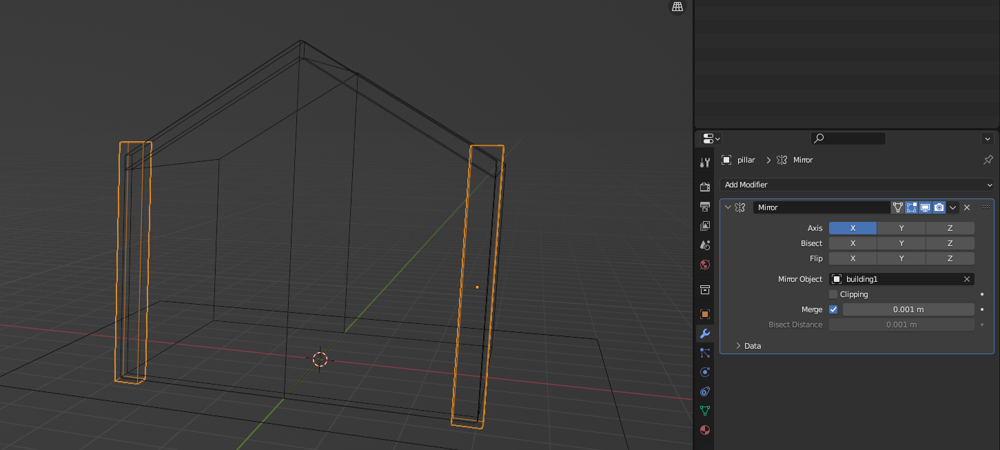 pillar > Mirror
Add Modifier
Mirror
Axis X Y Z
Bisect X Y Z
Flip X Y Z
Mirror Object building1
Clipping
Merge 0.001 m
Bisect Distance 0.001 m
Data